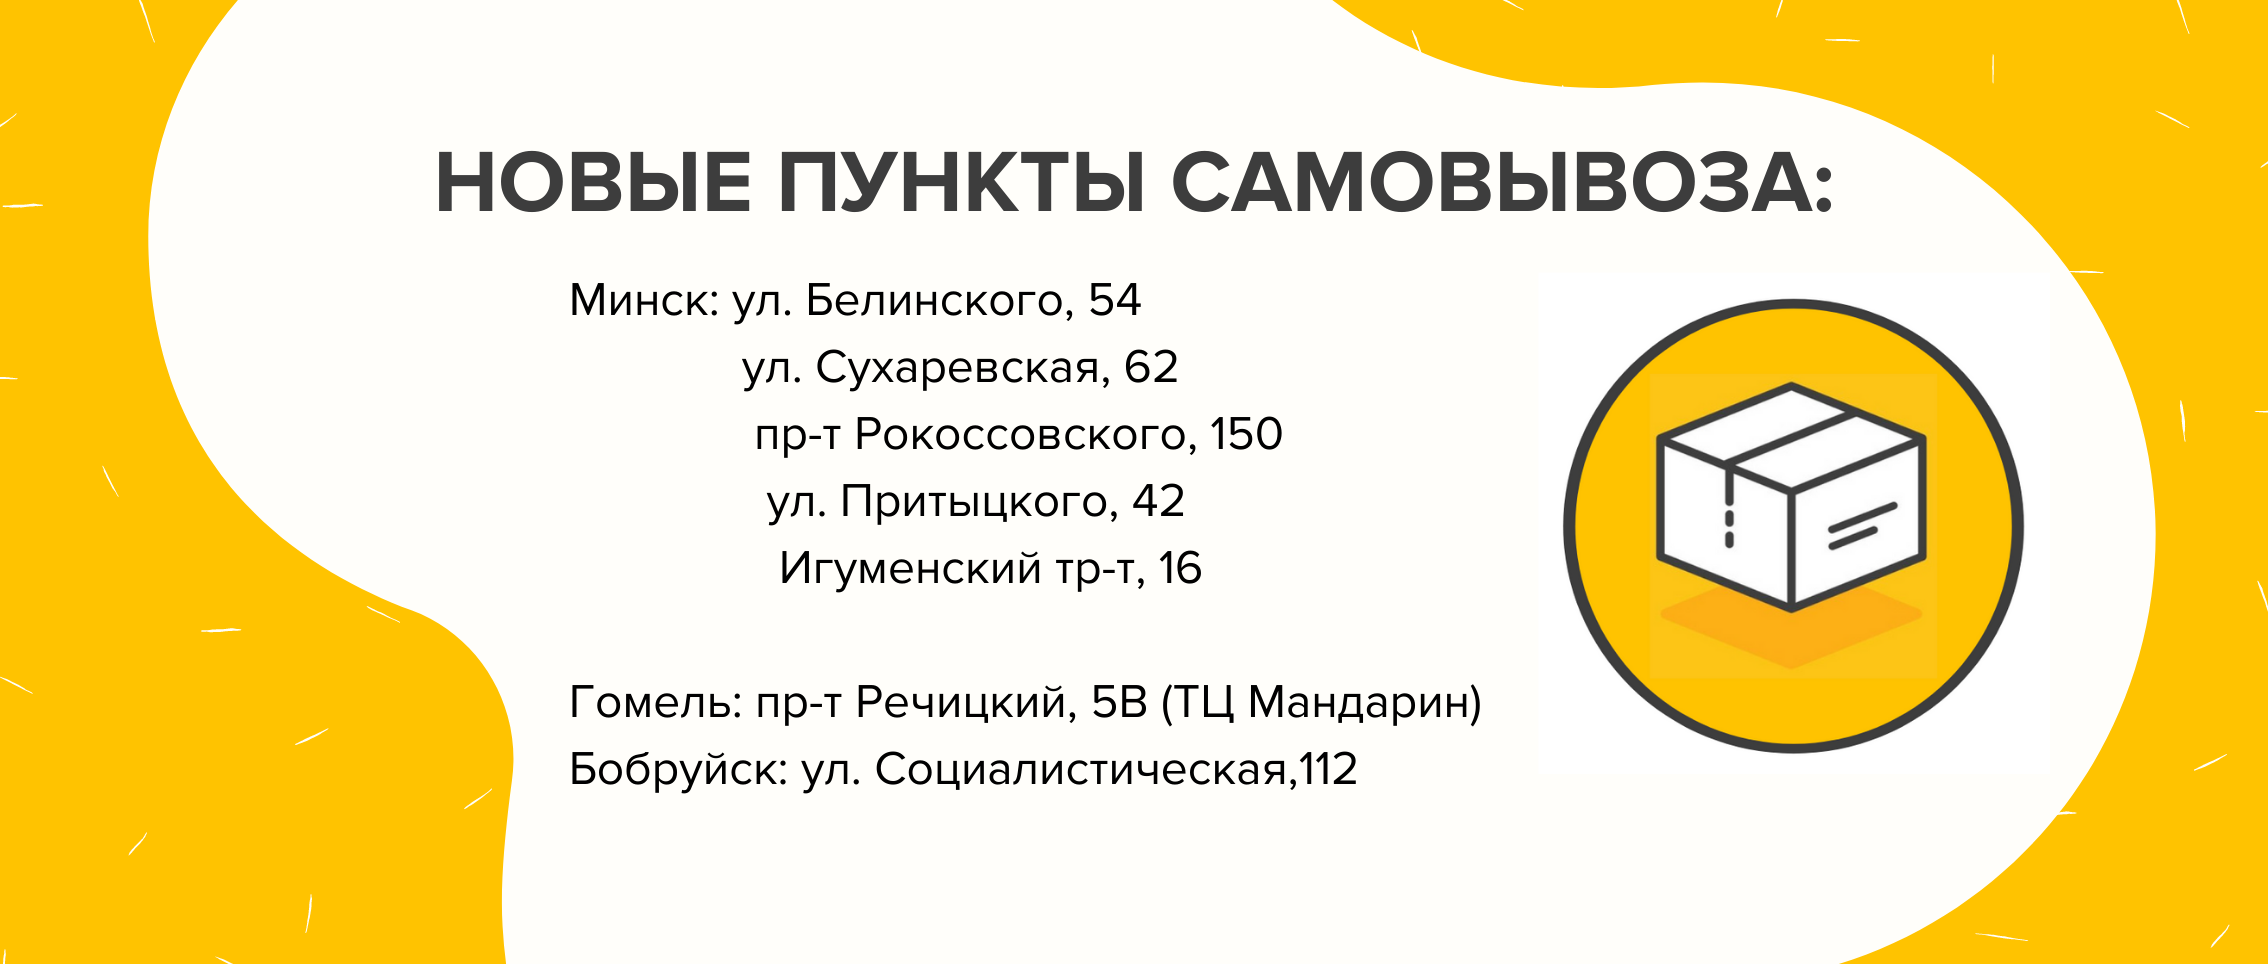 НОВЫЕ ПУНКТЫ САМОВЫВОЗА:
Минск: ул. Белинского, 54
ул. Сухаревская, 62
пр-т Рокоссовского, 150
ул. Притыцкого, 42
Игуменский тр-т, 16
Гомель: пр-т Речицкий, 5В (ТЦ Мандарин)
Бобруйск: ул. Социалистическая,112